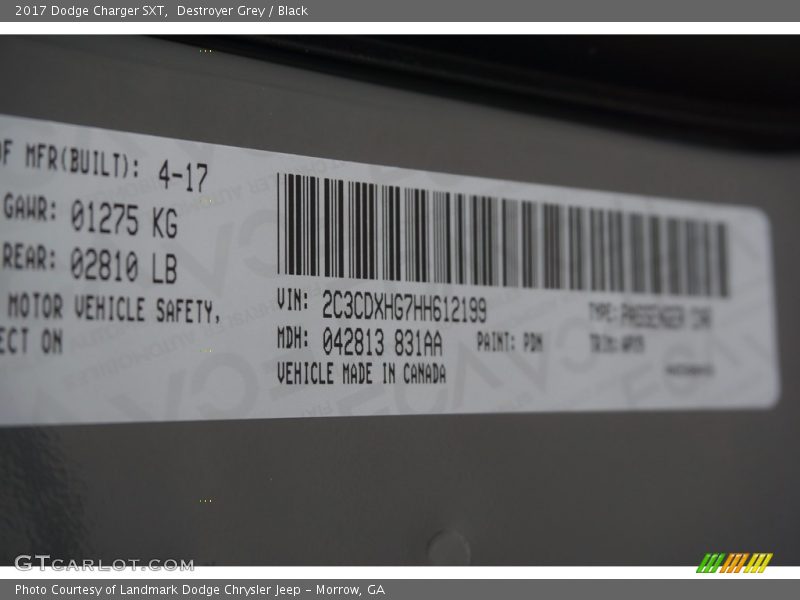 2017 Dodge Charger SXT,  Destroyer Grey / Black
OF MFR(BUILT): 4-17
GAWR: 01275 KG
REAR: 02810 LB
MOTOR VEHICLE SAFETY,
ECT ON
VIN: 2C3CDXHG7HH612199
TYPE: PASSENGER CAR
MDH: 042813 831AA PAINT: PDN
VEHICLE MADE IN CANADA
GTCARLOT.COM
Photo Courtesy of Landmark Dodge Chrysler Jeep – Morrow, GA